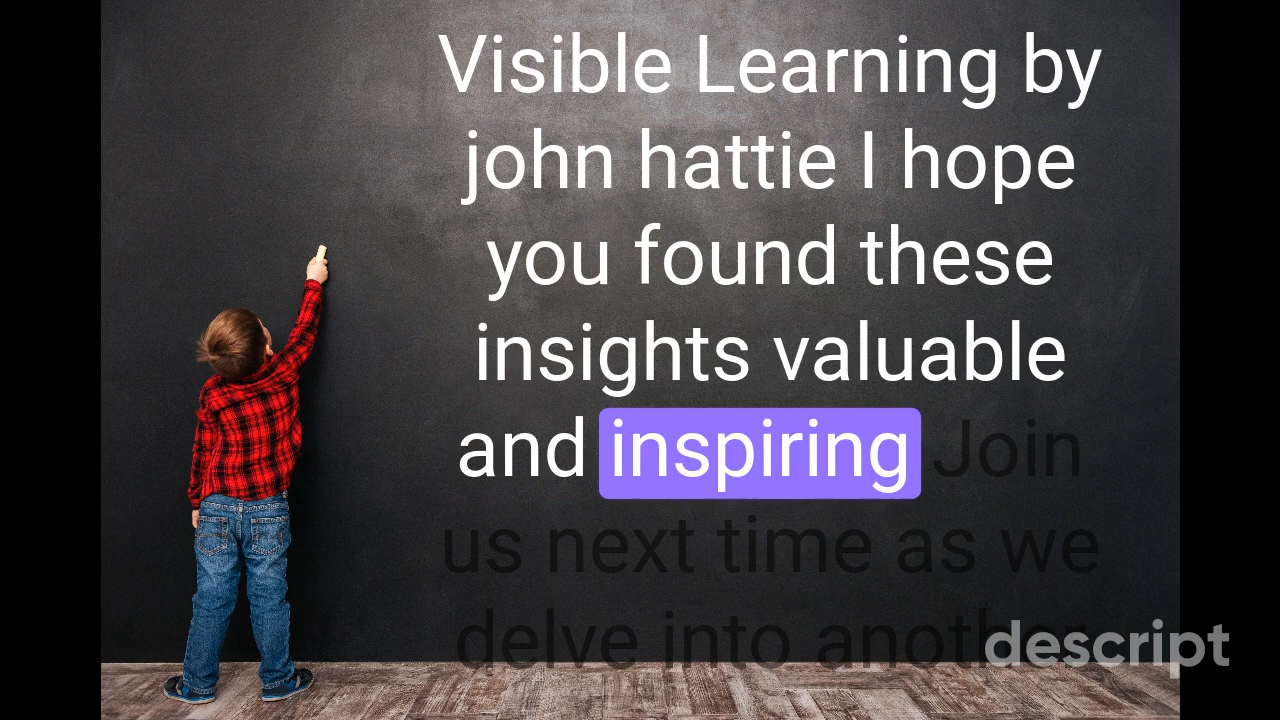 Visible Learning by
john hattie I hope
you found these
insights valuable
and inspiring Join
us next time as we
delve into another
descript